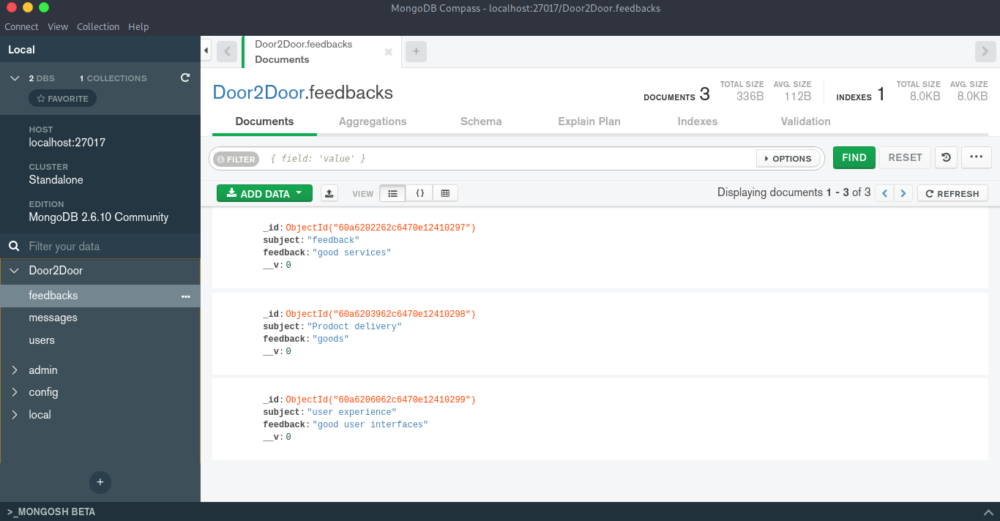 MongoDB Compass - localhost:27017/Door2Door.feedbacks
Connect View Collection Help
Local
2 DBS 1 COLLECTIONS
FAVORITE
HOST
localhost:27017
CLUSTER
Standalone
EDITION
MongoDB 2.6.10 Community
Filter your data
Door2Door
feedbacks ...
messages
users
admin
config
local
+
>_MONGOSH BETA
Door2Door.feedbacks
Documents
+
Door2Door.feedbacks
DOCUMENTS 3 TOTAL SIZE 336B AVG. SIZE 112B INDEXES 1 TOTAL SIZE 8.0KB AVG. SIZE 8.0KB
Documents Aggregations Schema Explain Plan Indexes Validation
FILTER { field: 'value' } OPTIONS FIND RESET ...
ADD DATA VIEW {} Displaying documents 1 - 3 of 3 < > REFRESH
_id: ObjectId("60a6202262c6470e12410297")
subject: "feedback"
feedback: "good services"
__v: 0
_id: ObjectId("60a6203962c6470e12410298")
subject: "Prodoct delivery"
feedback: "goods"
__v: 0
_id: ObjectId("60a6206062c6470e12410299")
subject: "user experience"
feedback: "good user interfaces"
__v: 0